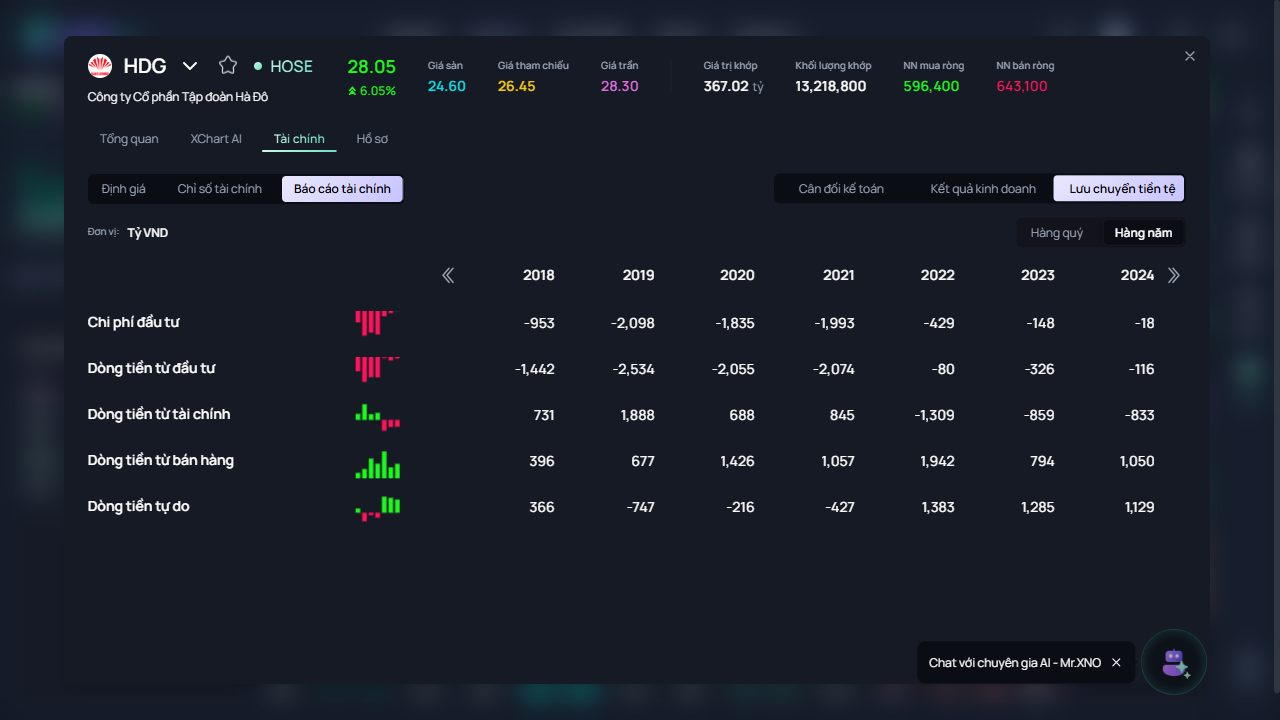 HDG HOSE 28.05 Giá sàn Giá tham chiếu Giá trần Giá trị khớp Khối lượng khớp NN mua ròng NN bán ròng
Công ty Cổ phần Tập đoàn Hà Đô 6.05% 24.60 26.45 28.30 367.02 tỷ 13,218,800 596,400 643,100
Tổng quan XChart AI Tài chính Hồ sơ
Định giá Chỉ số tài chính Báo cáo tài chính Cân đối kế toán Kết quả kinh doanh Lưu chuyển tiền tệ
Đơn vị: Tỷ VND Hàng quý Hàng năm
2018 2019 2020 2021 2022 2023 2024
Chi phí đầu tư -953 -2,098 -1,835 -1,993 -429 -148 -18
Dòng tiền từ đầu tư -1,442 -2,534 -2,055 -2,074 -80 -326 -116
Dòng tiền từ tài chính 731 1,888 688 845 -1,309 -859 -833
Dòng tiền từ bán hàng 396 677 1,426 1,057 1,942 794 1,050
Dòng tiền tự do 366 -747 -216 -427 1,383 1,285 1,129
Chat với chuyên gia AI - Mr.XNO